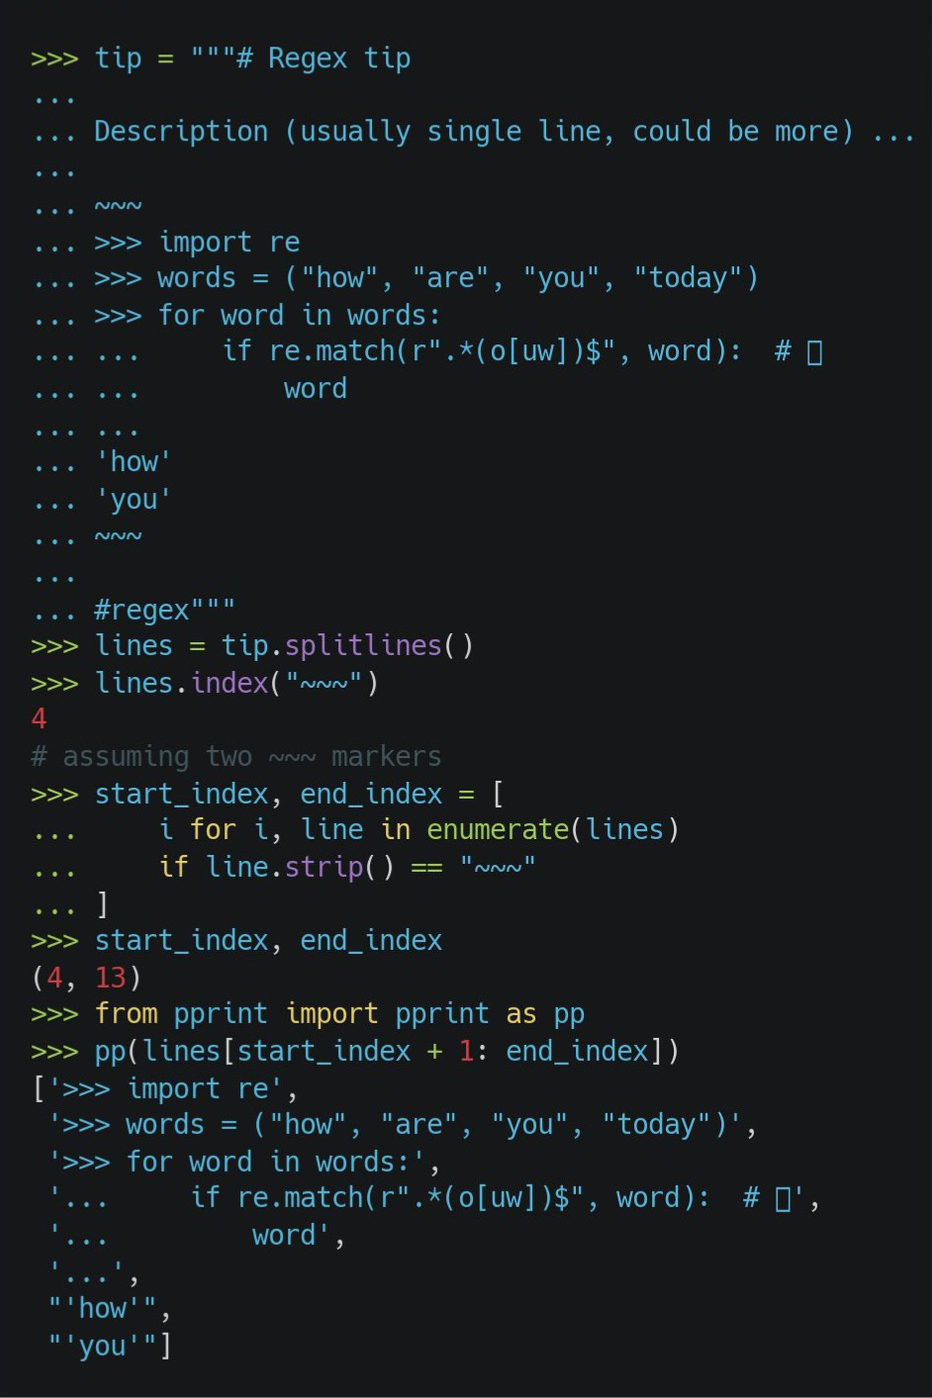 >>> tip = """# Regex tip
...
... Description (usually single line, could be more) ...
...
... ~~~
... >>> import re
... >>> words = ("how", "are", "you", "today")
... >>> for word in words:
... ...     if re.match(r".*(o[uw])$", word):  # ▯
... ...         word
... ...
... 'how'
... 'you'
... ~~~
...
... #regex"""
>>> lines = tip.splitlines()
>>> lines.index("~~~")
4
# assuming two ~~~ markers
>>> start_index, end_index = [
...     i for i, line in enumerate(lines)
...     if line.strip() == "~~~"
... ]
>>> start_index, end_index
(4, 13)
>>> from pprint import pprint as pp
>>> pp(lines[start_index + 1: end_index])
['>>> import re',
 '>>> words = ("how", "are", "you", "today")',
 '>>> for word in words:',
 '...     if re.match(r".*(o[uw])$", word):  # ▯',
 '...         word',
 '...',
 "'how'",
 "'you'"]